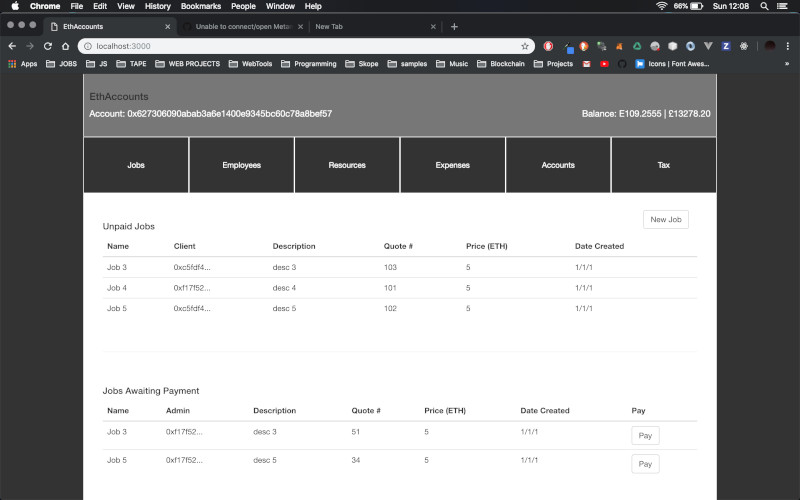 Chrome File Edit View History Bookmarks People Window Help 66% Sun 12:08
EthAccounts Unable to connect/open Meta New Tab
localhost:3000
Apps JOBS JS TAPE WEB PROJECTS WebTools Programming Skope samples Music Blockchain Projects Icons | Font Awes... »
EthAccounts
Account: 0x627306090abab3a6e1400e9345bc60c78a8bef57 Balance: E109.2555 | £13278.20
Jobs Employees Resources Expenses Accounts Tax
New Job
Unpaid Jobs
Name Client Description Quote # Price (ETH) Date Created
Job 3 0xc5fdf4... desc 3 103 5 1/1/1
Job 4 0xf17f52... desc 4 101 5 1/1/1
Job 5 0xc5fdf4... desc 5 102 5 1/1/1
Jobs Awaiting Payment
Name Admin Description Quote # Price (ETH) Date Created Pay
Job 3 0xf17f52... desc 3 51 5 1/1/1 Pay
Job 5 0xf17f52... desc 5 34 5 1/1/1 Pay